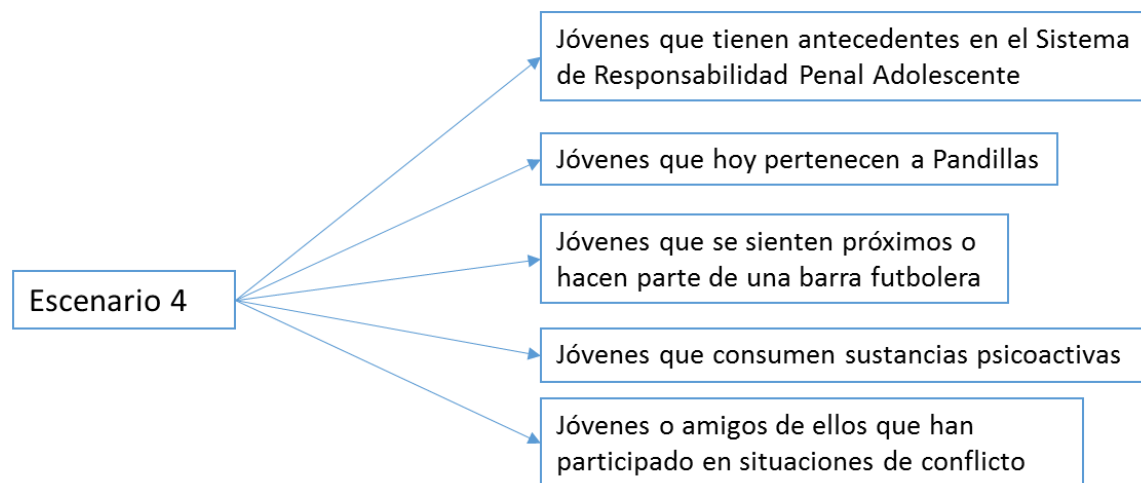 Jóvenes que tienen antecedentes en el Sistema
de Responsabilidad Penal Adolescente
Jóvenes que hoy pertenecen a Pandillas
Jóvenes que se sienten próximos o
hacen parte de una barra futbolera
Escenario 4
Jóvenes que consumen sustancias psicoactivas
Jóvenes o amigos de ellos que han
participado en situaciones de conflicto